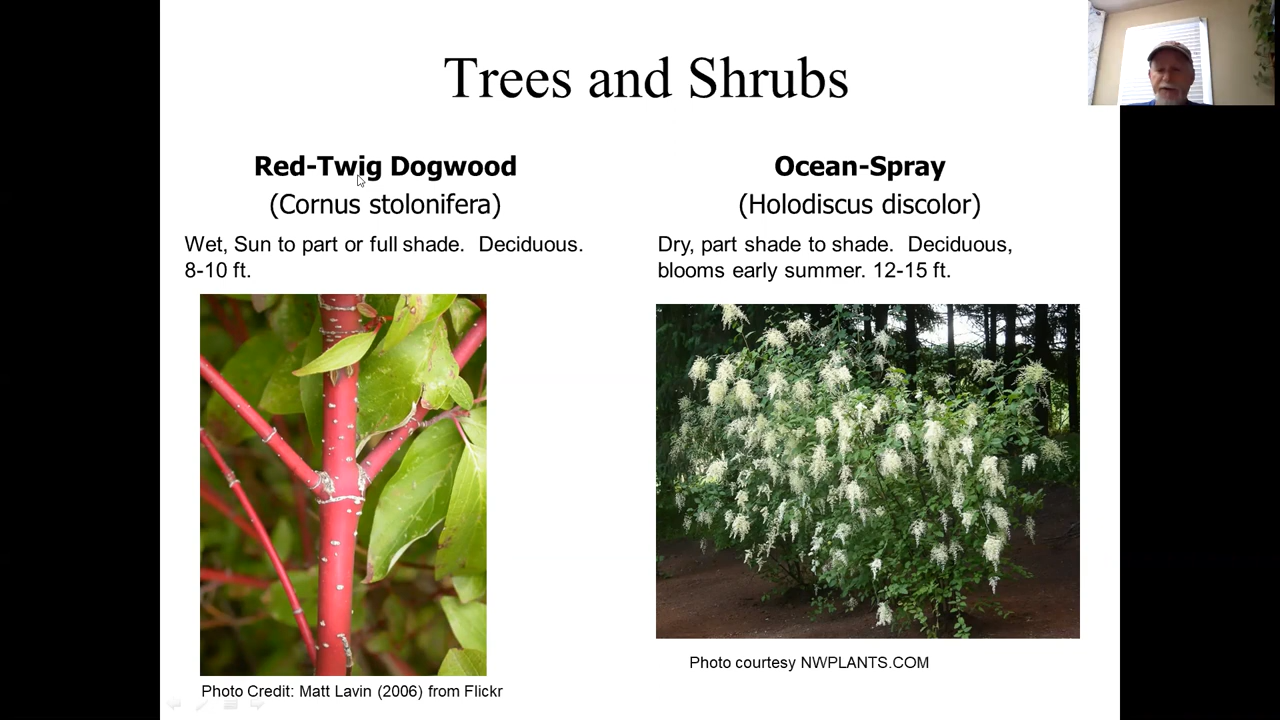 Trees and Shrubs
Red-Twig Dogwood
(Cornus stolonifera)
Wet, Sun to part or full shade.  Deciduous.
8-10 ft.
Photo Credit: Matt Lavin (2006) from Flickr
Ocean-Spray
(Holodiscus discolor)
Dry, part shade to shade.  Deciduous,
blooms early summer. 12-15 ft.
Photo courtesy NWPLANTS.COM